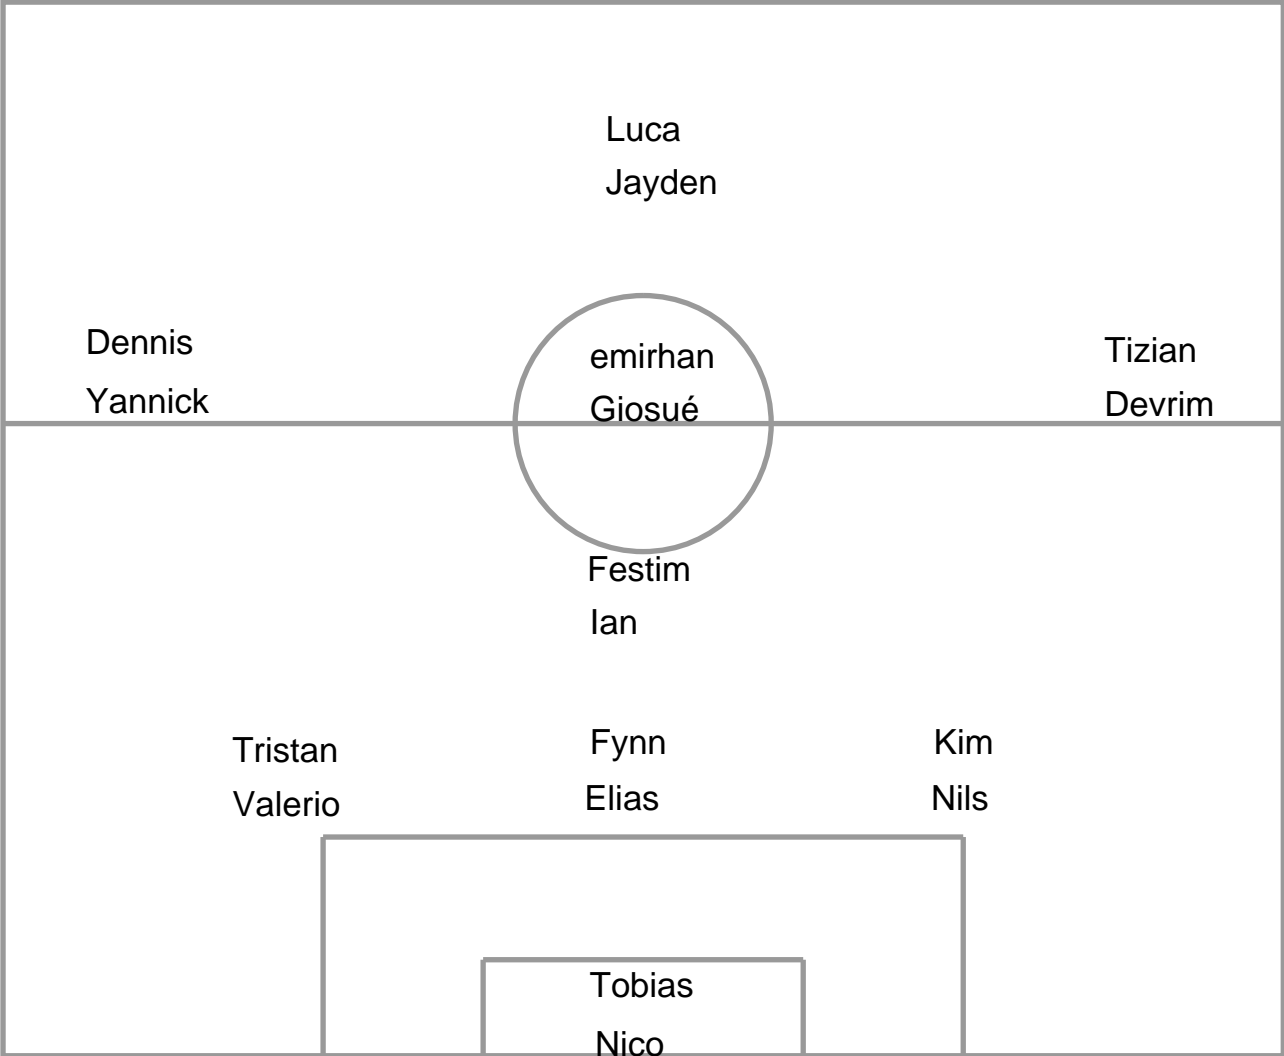 Luca
Jayden
Dennis
Yannick
emirhan
Giosué
Tizian
Devrim
Festim
Ian
Tristan
Valerio
Fynn
Elias
Kim
Nils
Tobias
Nico